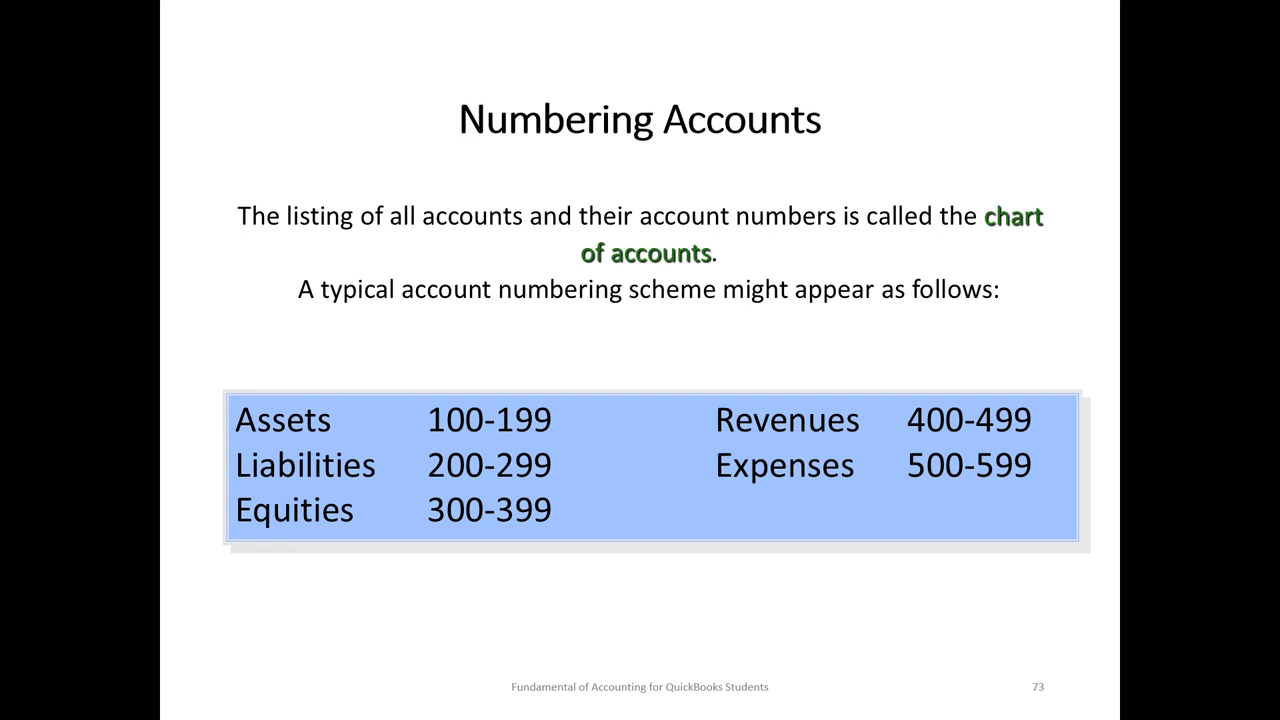 Numbering Accounts
The listing of all accounts and their account numbers is called the chart
of accounts.
A typical account numbering scheme might appear as follows:
Assets 100-199 Revenues 400-499
Liabilities 200-299 Expenses 500-599
Equities 300-399
Fundamental of Accounting for QuickBooks Students 73